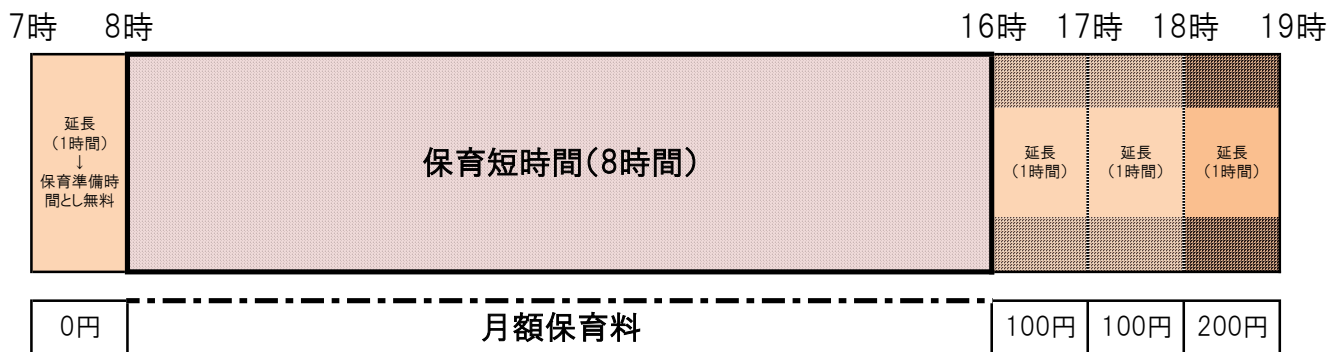 7時 8時 16時 17時 18時 19時
延長
(1時間)
↓
保育準備時
間とし無料
保育短時間(8時間)
延長
(1時間)
延長
(1時間)
延長
(1時間)
0円 月額保育料 100円 100円 200円